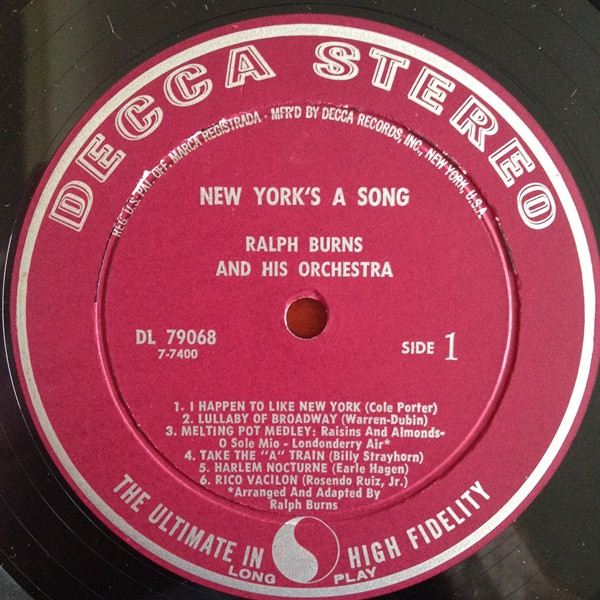 DECCA STEREO
REG. U.S. PAT. OFF. MARCA REGISTRADA - MFR'D BY DECCA RECORDS, INC., NEW YORK, U.S.A.
NEW YORK'S A SONG
RALPH BURNS
AND HIS ORCHESTRA
DL 79068
7-7400
SIDE 1
1. I HAPPEN TO LIKE NEW YORK (Cole Porter)
2. LULLABY OF BROADWAY (Warren-Dubin)
3. MELTING POT MEDLEY: Raisins And Almonds-
O Sole Mio - Londonderry Air*
4. TAKE THE "A" TRAIN (Billy Strayhorn)
5. HARLEM NOCTURNE (Earle Hagen)
6. RICO VACILON (Rosendo Ruiz, Jr.)
*Arranged And Adapted By
Ralph Burns
THE ULTIMATE IN HIGH FIDELITY
LONG PLAY